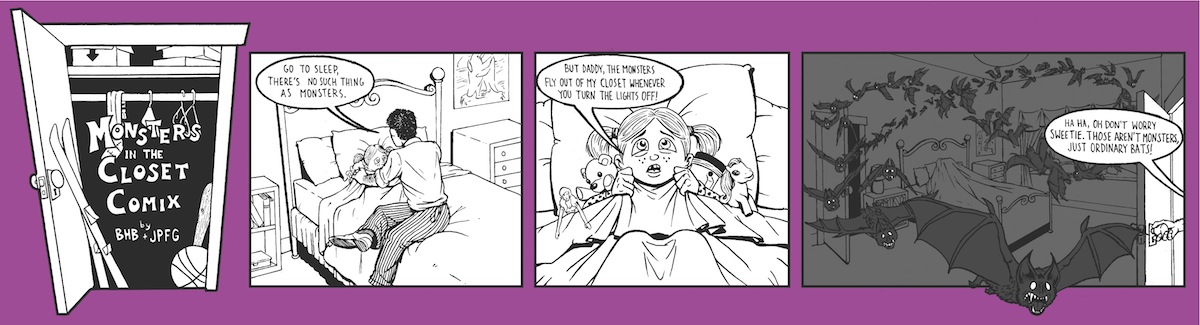 MONSTERS
IN THE
CLOSET
COMIX
by
BHB + JPFG
GO TO SLEEP,
THERE'S NO SUCH THING
AS MONSTERS.
BUT DADDY, THE MONSTERS
FLY OUT OF MY CLOSET WHENEVER
YOU TURN THE LIGHTS OFF!
HA HA, OH DON'T WORRY
SWEETIE. THOSE AREN'T MONSTERS,
JUST ORDINARY BATS!